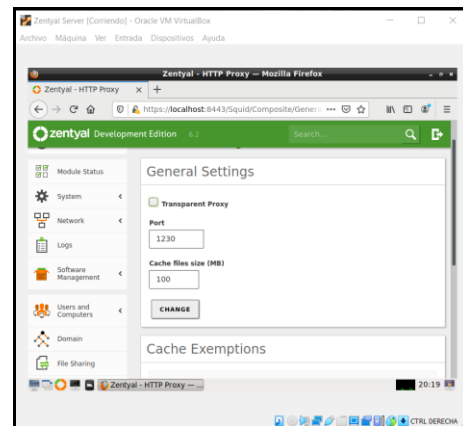 Zentyal Server [Corriendo] - Oracle VM VirtualBox
Archivo Máquina Ver Entrada Dispositivos Ayuda
Zentyal - HTTP Proxy — Mozilla Firefox
Zentyal - HTTP Proxy
https://localhost:8443/Squid/Composite/Gener
zentyal Development Edition 6.2
Search...
Module Status
System
Network
Logs
Software Management
Users and Computers
Domain
File Sharing
General Settings
Transparent Proxy
Port
1230
Cache files size (MB)
100
CHANGE
Cache Exemptions
Zentyal - HTTP Proxy — ...
20:19
CTRL DERECHA